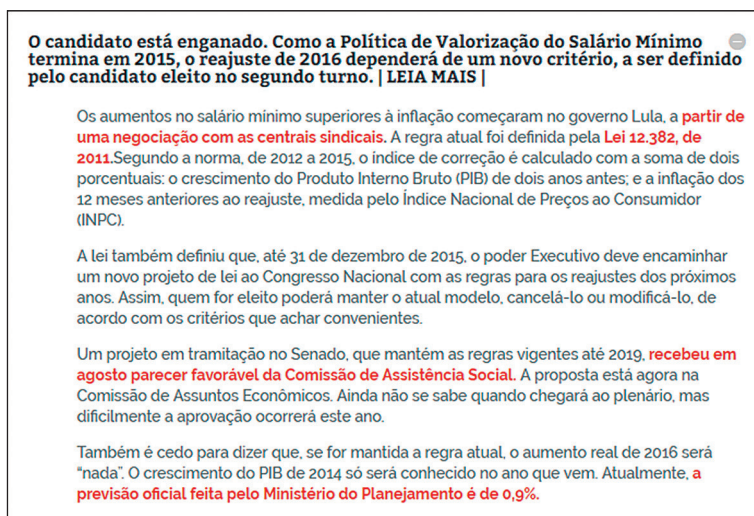 O candidato está enganado. Como a Política de Valorização do Salário Mínimo
termina em 2015, o reajuste de 2016 dependerá de um novo critério, a ser definido
pelo candidato eleito no segundo turno. | LEIA MAIS |
Os aumentos no salário mínimo superiores à inflação começaram no governo Lula, a partir de
uma negociação com as centrais sindicais. A regra atual foi definida pela Lei 12.382, de
2011.Segundo a norma, de 2012 a 2015, o índice de correção é calculado com a soma de dois
porcentuais: o crescimento do Produto Interno Bruto (PIB) de dois anos antes; e a inflação dos
12 meses anteriores ao reajuste, medida pelo Índice Nacional de Preços ao Consumidor
(INPC).
A lei também definiu que, até 31 de dezembro de 2015, o poder Executivo deve encaminhar
um novo projeto de lei ao Congresso Nacional com as regras para os reajustes dos próximos
anos. Assim, quem for eleito poderá manter o atual modelo, cancelá-lo ou modificá-lo, de
acordo com os critérios que achar convenientes.
Um projeto em tramitação no Senado, que mantém as regras vigentes até 2019, recebeu em
agosto parecer favorável da Comissão de Assistência Social. A proposta está agora na
Comissão de Assuntos Econômicos. Ainda não se sabe quando chegará ao plenário, mas
dificilmente a aprovação ocorrerá este ano.
Também é cedo para dizer que, se for mantida a regra atual, o aumento real de 2016 será
“nada”. O crescimento do PIB de 2014 só será conhecido no ano que vem. Atualmente, a
previsão oficial feita pelo Ministério do Planejamento é de 0,9%.